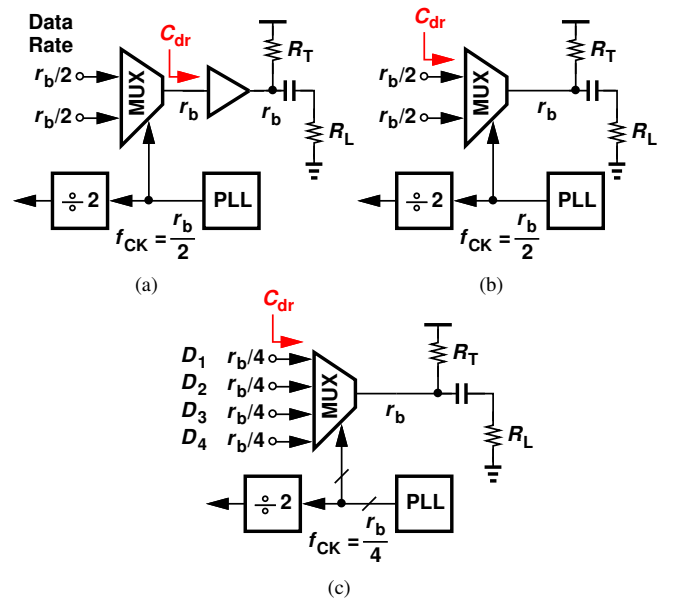 Data
Rate
C_dr
R_T
r_b/2
MUX
r_b/2
r_b
r_b
R_L
÷ 2
PLL
f_CK = r_b/2
(a)
C_dr
R_T
r_b/2
MUX
r_b/2
r_b
R_L
÷ 2
PLL
f_CK = r_b/2
(b)
C_dr
D_1 r_b/4
D_2 r_b/4
D_3 r_b/4
D_4 r_b/4
MUX
r_b
R_T
R_L
÷ 2
PLL
f_CK = r_b/4
(c)